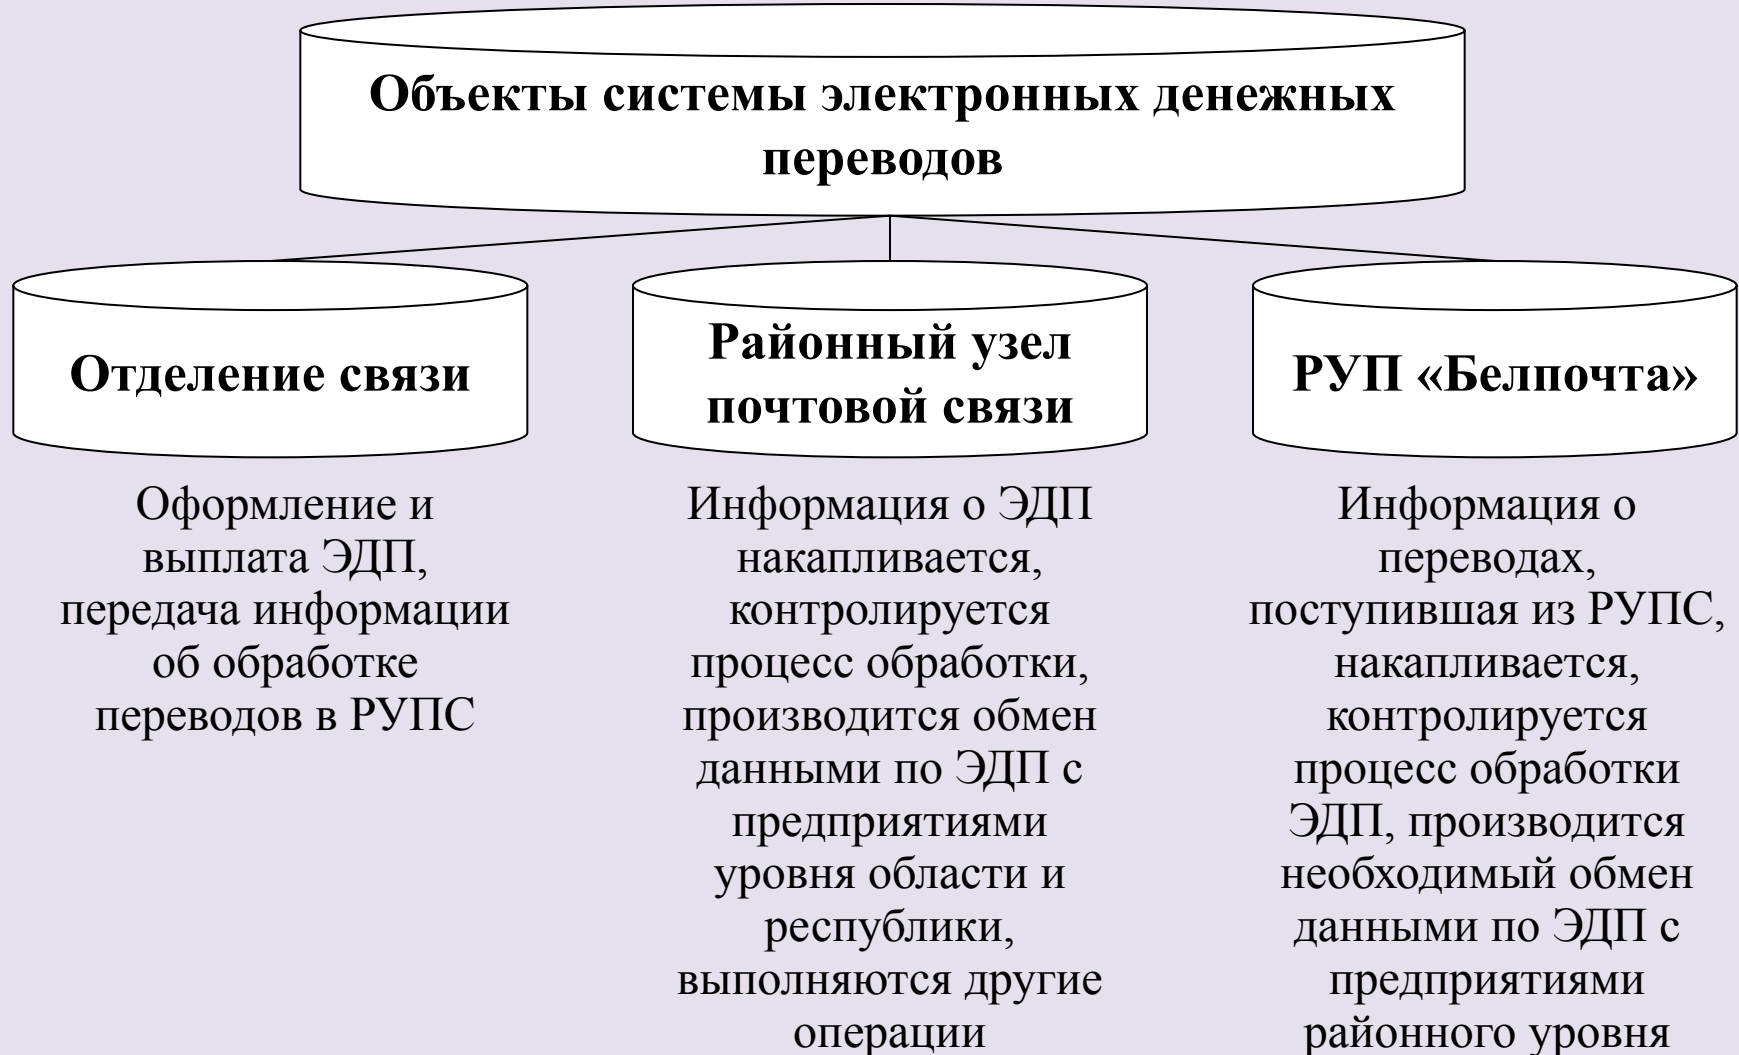 Объекты системы электронных денежных
переводов
Отделение связи
Районный узел
почтовой связи
РУП «Белпочта»
Оформление и
выплата ЭДП,
передача информации
об обработке
переводов в РУПС
Информация о ЭДП
накапливается,
контролируется
процесс обработки,
производится обмен
данными по ЭДП с
предприятиями
уровня области и
республики,
выполняются другие
операции
Информация о
переводах,
поступившая из РУПС,
накапливается,
контролируется
процесс обработки
ЭДП, производится
необходимый обмен
данными по ЭДП с
предприятиями
районного уровня